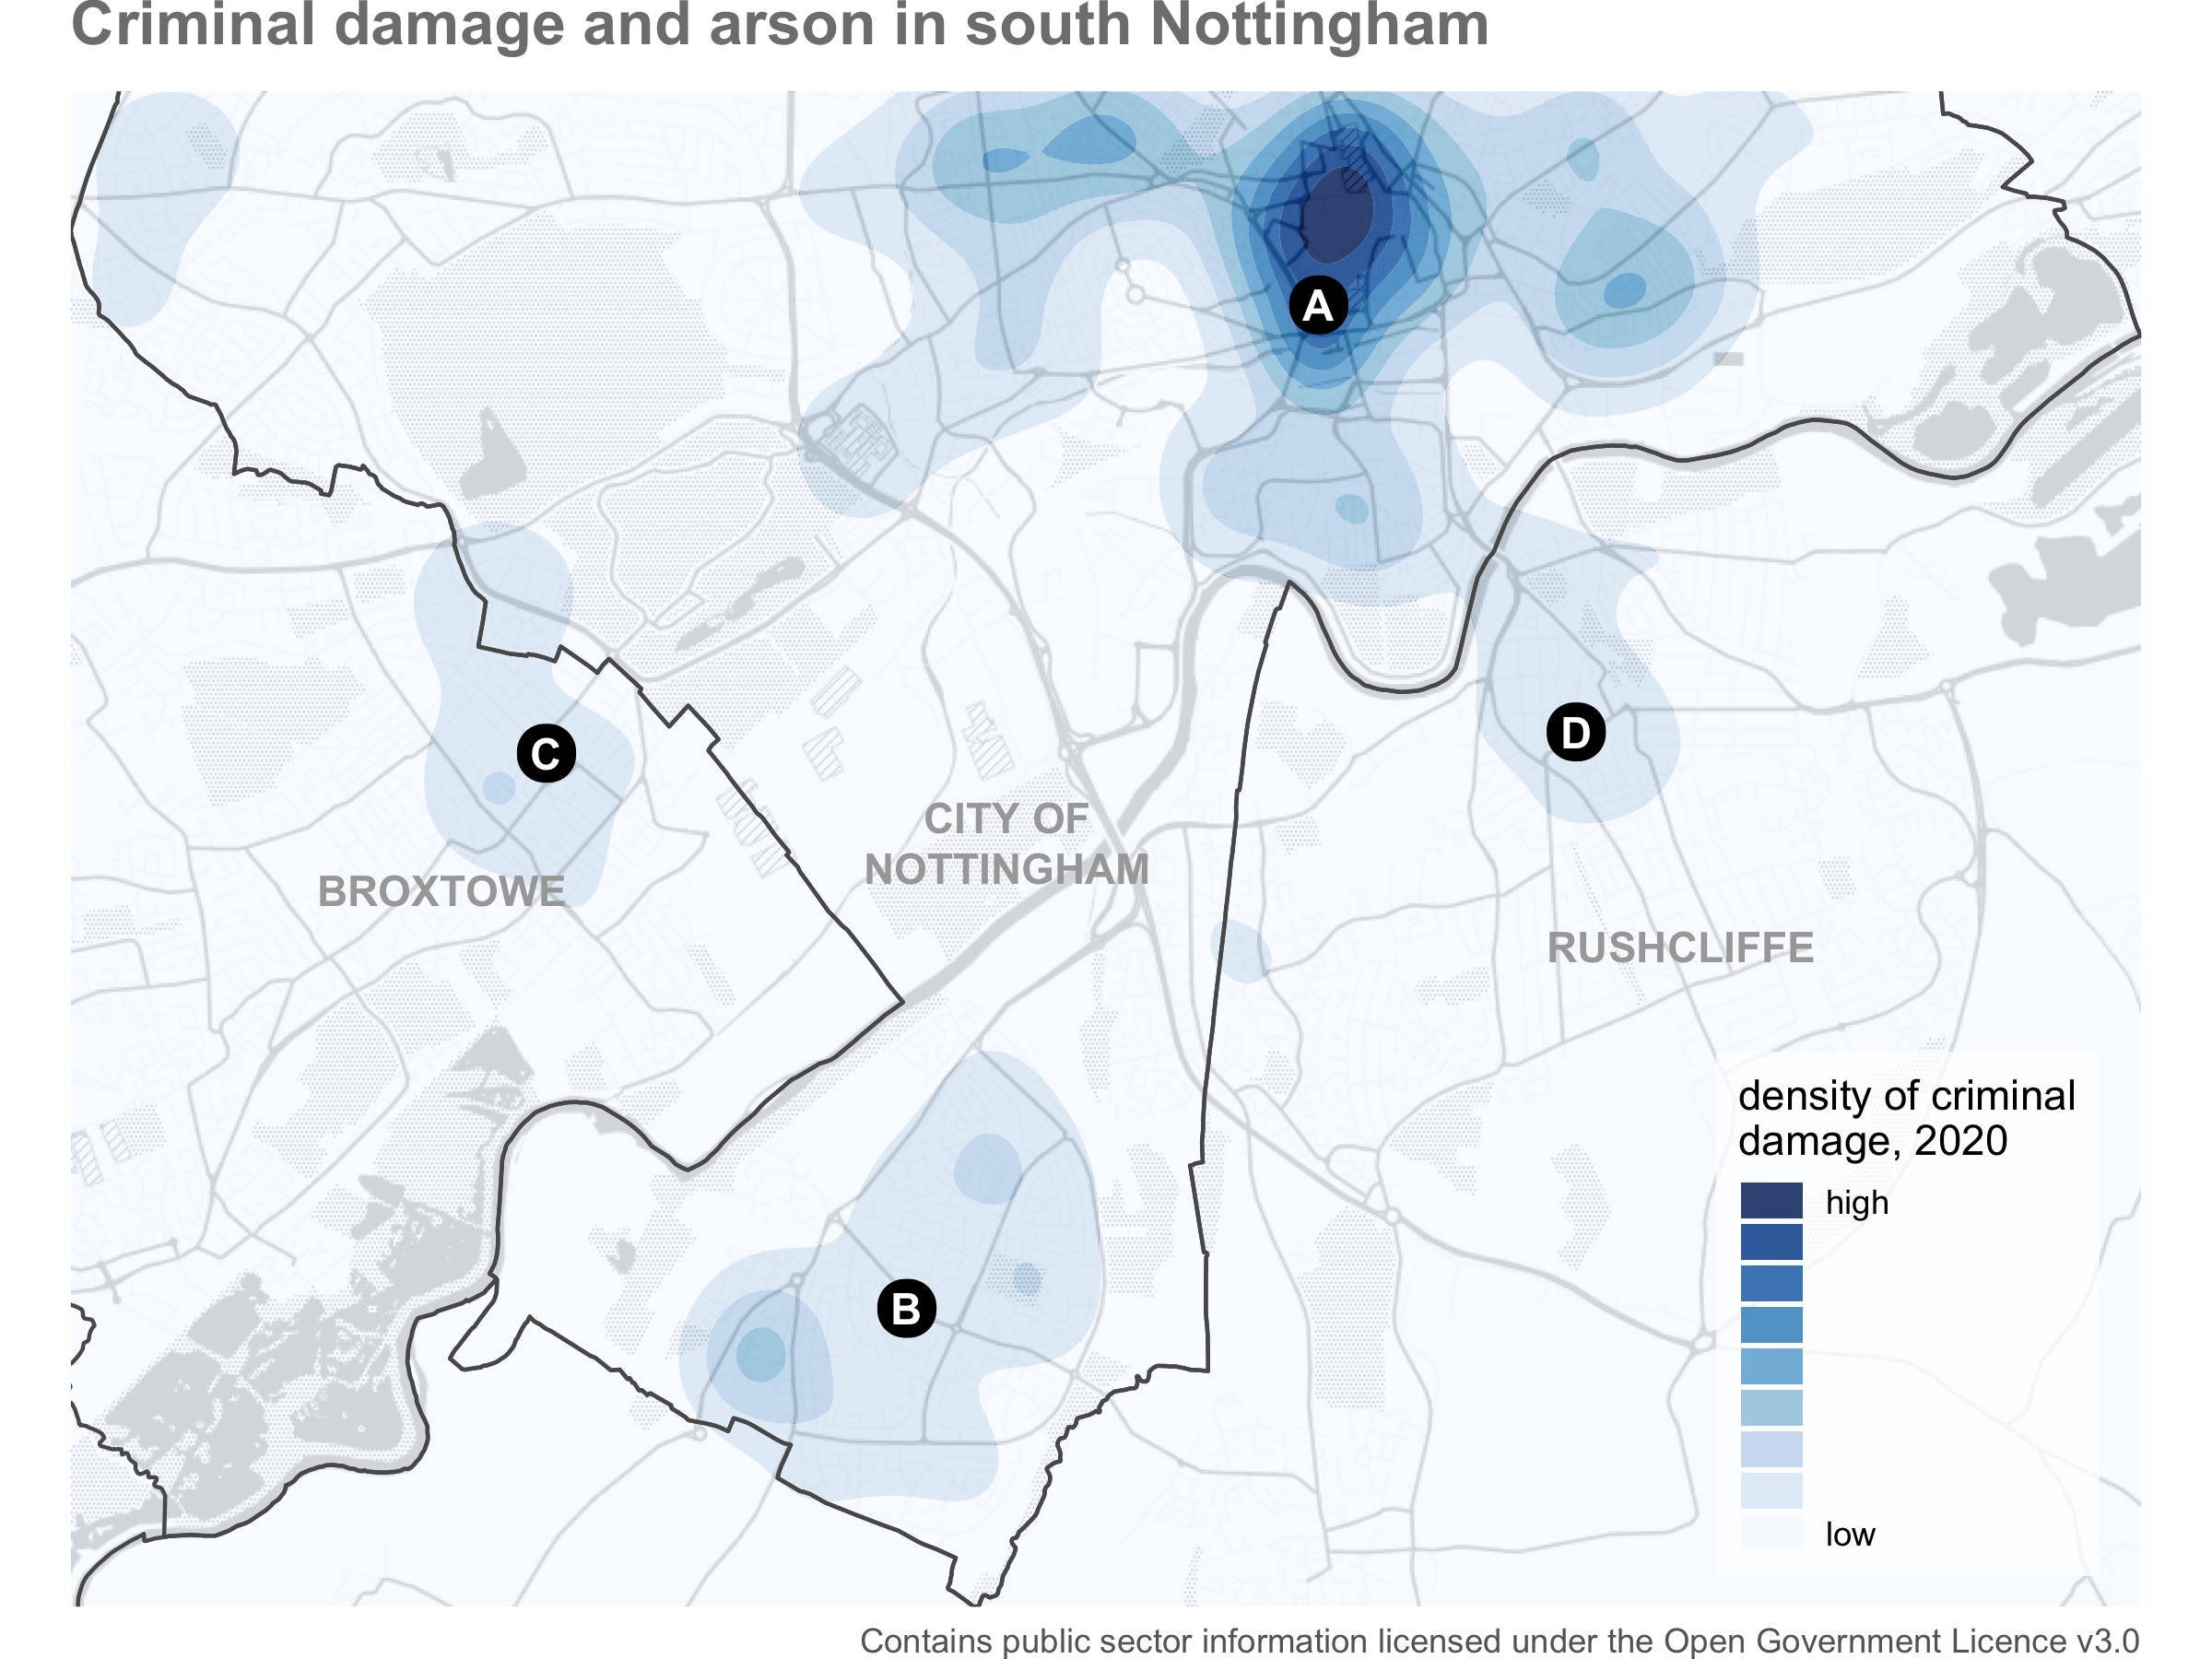 Criminal damage and arson in south Nottingham
A
C
D
CITY OF
NOTTINGHAM
BROXTOWE
RUSHCLIFFE
B
density of criminal
damage, 2020
high
low
Contains public sector information licensed under the Open Government Licence v3.0